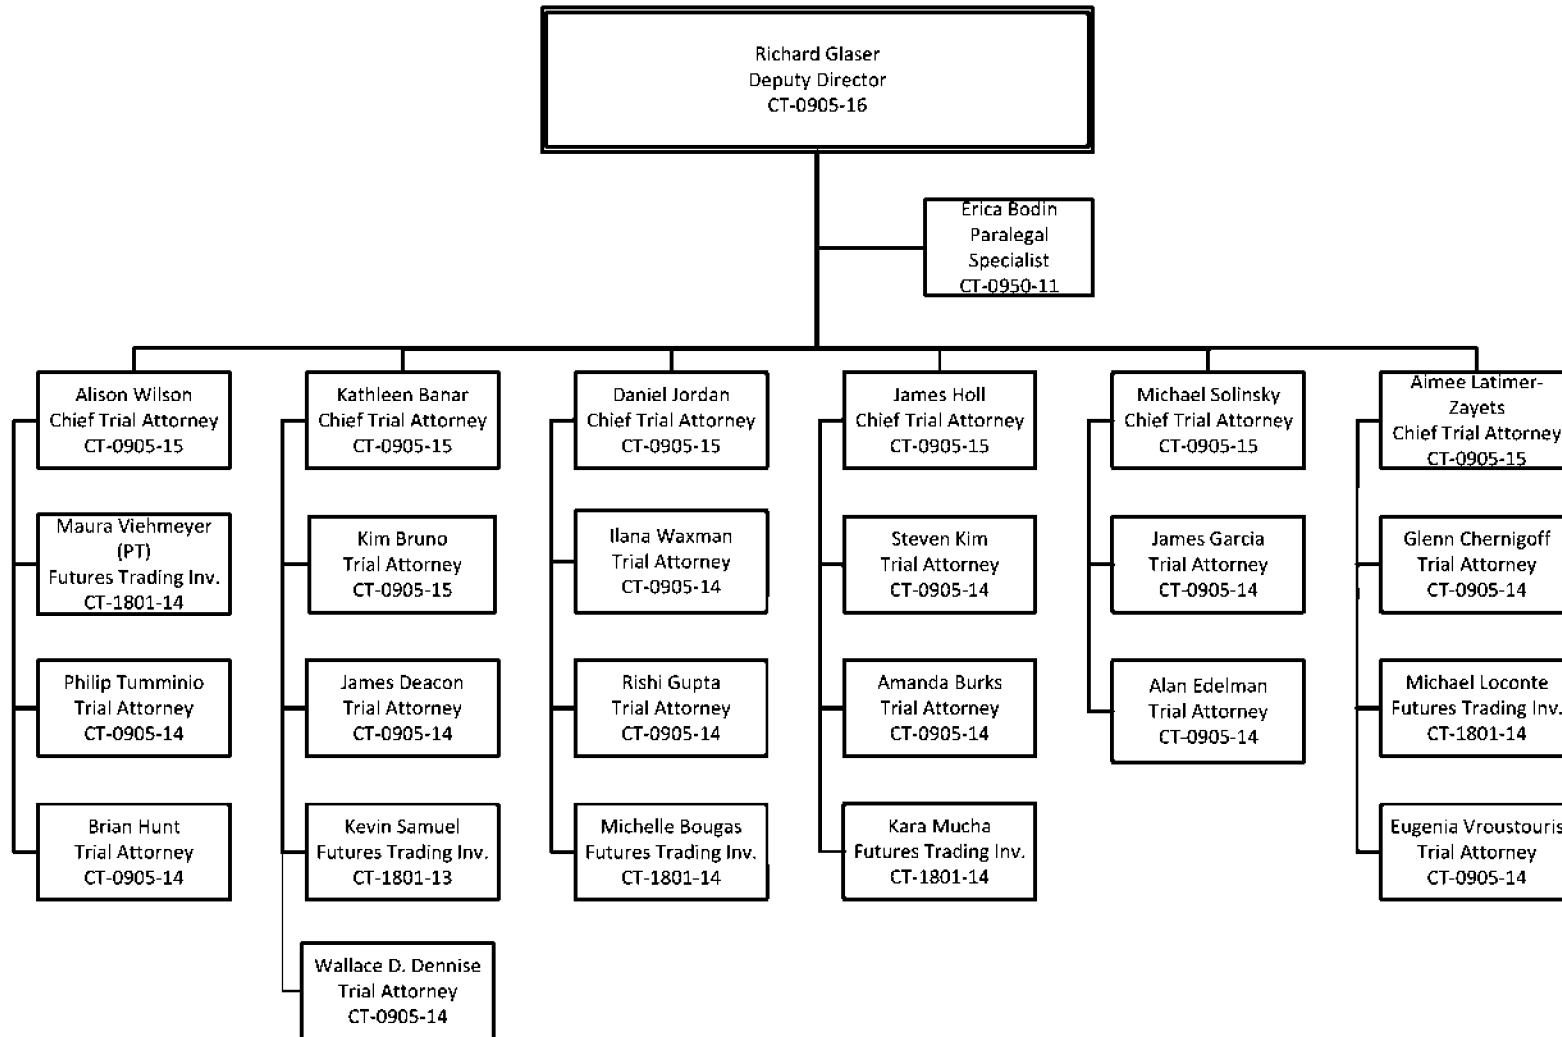 Richard Glaser
Deputy Director
CT-0905-16
Erica Bodin
Paralegal
Specialist
CT-0950-11
Alison Wilson
Chief Trial Attorney
CT-0905-15
Maura Viehmeyer
(PT)
Futures Trading Inv.
CT-1801-14
Philip Tumminio
Trial Attorney
CT-0905-14
Brian Hunt
Trial Attorney
CT-0905-14
Kathleen Banar
Chief Trial Attorney
CT-0905-15
Kim Bruno
Trial Attorney
CT-0905-15
James Deacon
Trial Attorney
CT-0905-14
Kevin Samuel
Futures Trading Inv.
CT-1801-13
Wallace D. Dennise
Trial Attorney
CT-0905-14
Daniel Jordan
Chief Trial Attorney
CT-0905-15
Ilana Waxman
Trial Attorney
CT-0905-14
Rishi Gupta
Trial Attorney
CT-0905-14
Michelle Bougas
Futures Trading Inv.
CT-1801-14
James Holl
Chief Trial Attorney
CT-0905-15
Steven Kim
Trial Attorney
CT-0905-14
Amanda Burks
Trial Attorney
CT-0905-14
Kara Mucha
Futures Trading Inv.
CT-1801-14
Michael Solinsky
Chief Trial Attorney
CT-0905-15
James Garcia
Trial Attorney
CT-0905-14
Alan Edelman
Trial Attorney
CT-0905-14
Aimee Latimer-
Zayets
Chief Trial Attorney
CT-0905-15
Glenn Chernigoff
Trial Attorney
CT-0905-14
Michael Loconte
Futures Trading Inv.
CT-1801-14
Eugenia Vroustouris
Trial Attorney
CT-0905-14